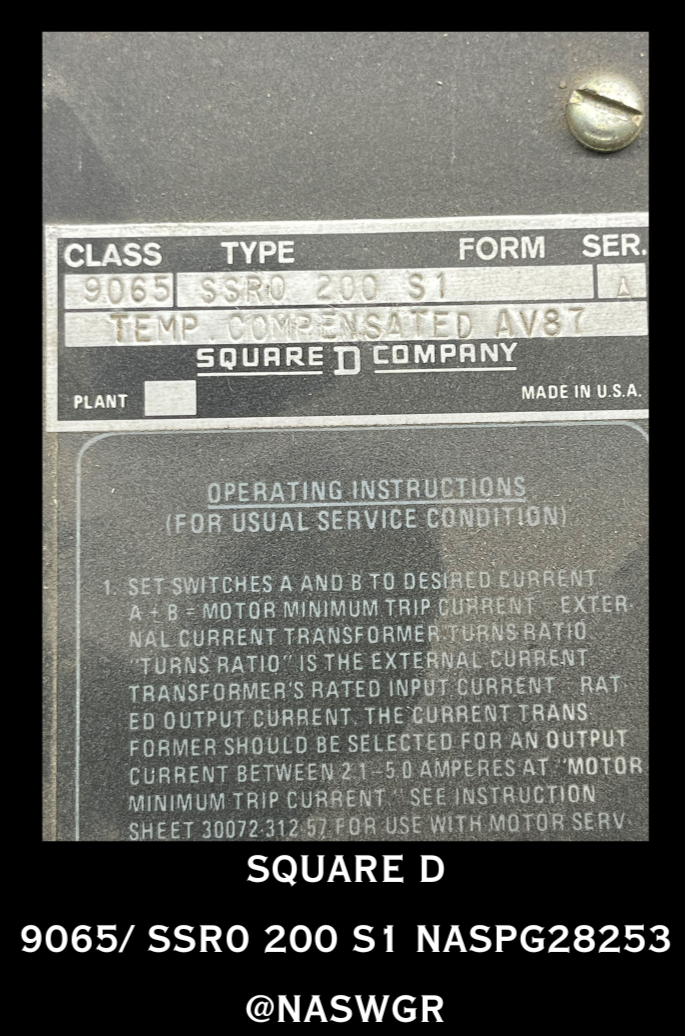 CLASS TYPE FORM SER.
9065 SSRO 200 S1 A
TEMP. COMPENSATED AV87
SQUARE D COMPANY
PLANT MADE IN U.S.A.
OPERATING INSTRUCTIONS
(FOR USUAL SERVICE CONDITION)
1. SET SWITCHES A AND B TO DESIRED CURRENT.
A + B = MOTOR MINIMUM TRIP CURRENT EXTER-
NAL CURRENT TRANSFORMER TURNS RATIO.
"TURNS RATIO" IS THE EXTERNAL CURRENT
TRANSFORMER'S RATED INPUT CURRENT RAT-
ED OUTPUT CURRENT. THE CURRENT TRANS
FORMER SHOULD BE SELECTED FOR AN OUTPUT
CURRENT BETWEEN 2.1-5.0 AMPERES AT "MOTOR
MINIMUM TRIP CURRENT." SEE INSTRUCTION
SHEET 30072-312-57 FOR USE WITH MOTOR SERV-
SQUARE D
9065/ SSRO 200 S1 NASPG28253
@NASWGR